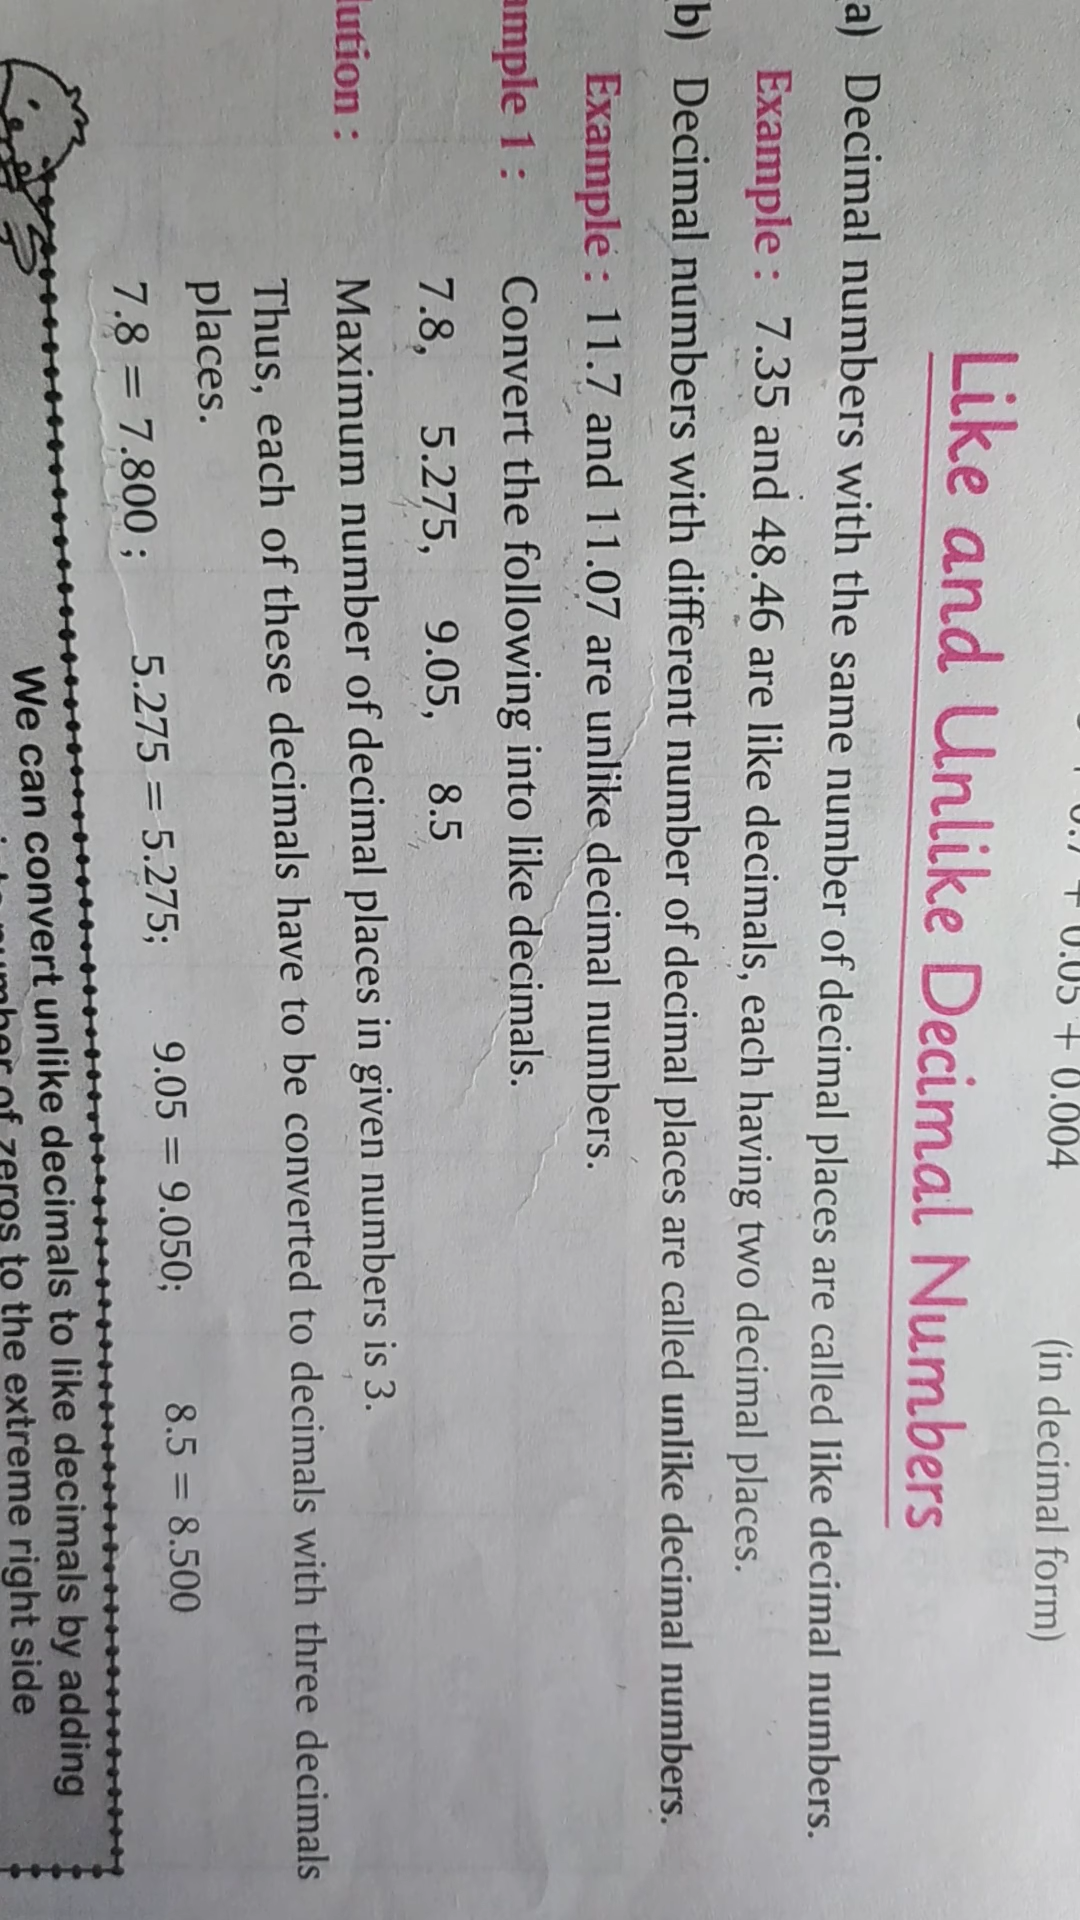 + 0.05 + 0.004 (in decimal form)
Like and Unlike Decimal Numbers
a) Decimal numbers with the same number of decimal places are called like decimal numbers.
Example : 7.35 and 48.46 are like decimals, each having two decimal places.
b) Decimal numbers with different number of decimal places are called unlike decimal numbers.
Example : 11.7 and 11.07 are unlike decimal numbers.
ample 1 : Convert the following into like decimals.
7.8, 5.275, 9.05, 8.5
lution : Maximum number of decimal places in given numbers is 3.
Thus, each of these decimals have to be converted to decimals with three decimals
places.
7.8 = 7.800 ; 5.275 = 5.275; 9.05 = 9.050; 8.5 = 8.500
We can convert unlike decimals to like decimals by adding
number of zeros to the extreme right side